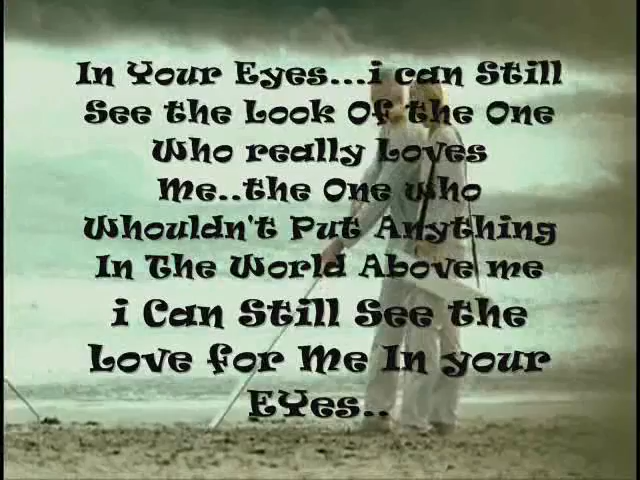 In Your Eyes...i can Still
See the Look Of the One
Who really Loves
Me..the One who
Whouldn't Put Anything
In The World Above me
i Can Still See the
Love for Me In your
EYes..